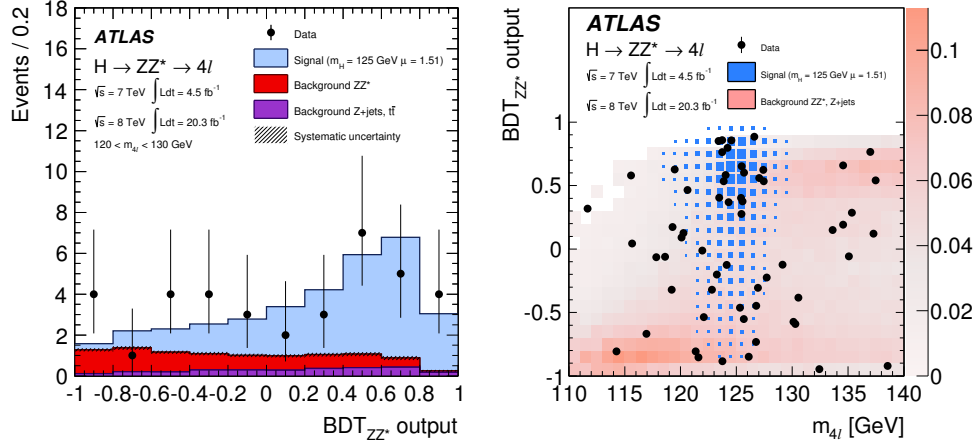 Events / 0.2
18
16
14
12
10
8
6
4
2
0
ATLAS
H → ZZ* → 4l
√s = 7 TeV ∫Ldt = 4.5 fb⁻¹
√s = 8 TeV ∫Ldt = 20.3 fb⁻¹
120 < m4l < 130 GeV
Data
Signal (mH = 125 GeV μ = 1.51)
Background ZZ*
Background Z+jets, tt̄
Systematic uncertainty
-1 -0.8 -0.6 -0.4 -0.2 0 0.2 0.4 0.6 0.8 1
BDTZZ* output
BDTZZ* output
1
0.5
0
-0.5
-1
ATLAS
H → ZZ* → 4l
√s = 7 TeV ∫Ldt = 4.5 fb⁻¹
√s = 8 TeV ∫Ldt = 20.3 fb⁻¹
Data
Signal (mH = 125 GeV μ = 1.51)
Background ZZ*, Z+jets
110 115 120 125 130 135 140
m4l [GeV]
0.1
0.08
0.06
0.04
0.02
0